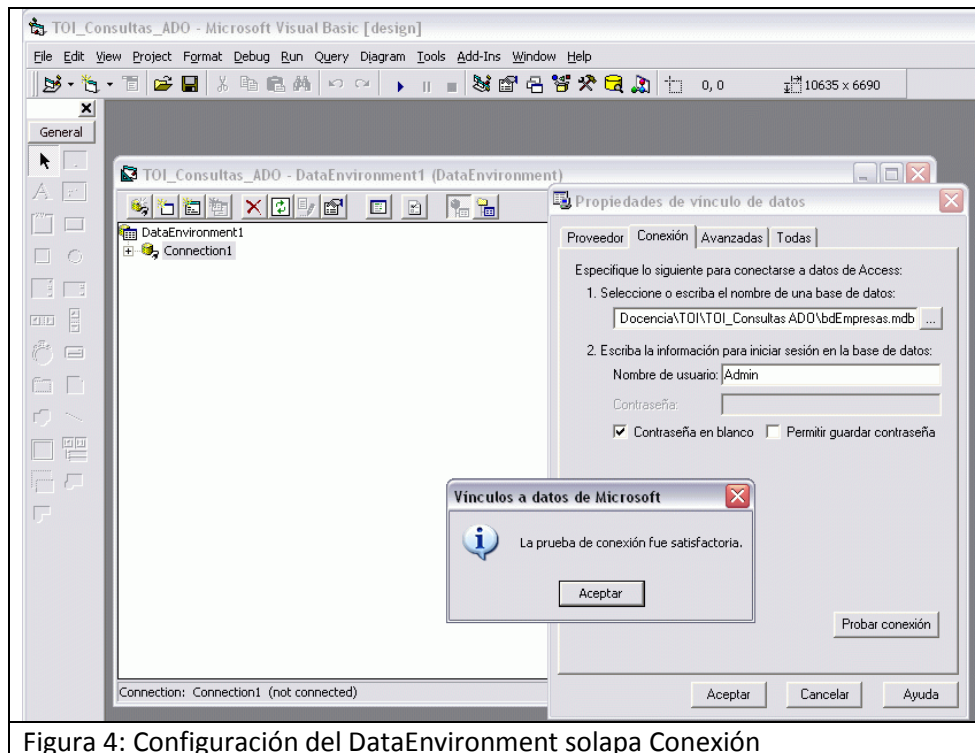 TOI_Consultas_ADO - Microsoft Visual Basic [design]
File Edit View Project Format Debug Run Query Diagram Tools Add-Ins Window Help
0, 0 10635 x 6690
General
TOI_Consultas_ADO - DataEnvironment1 (DataEnvironment)
DataEnvironment1
Connection1
Connection: Connection1 (not connected)
Propiedades de vínculo de datos
Proveedor Conexión Avanzadas Todas
Especifique lo siguiente para conectarse a datos de Access:
1. Seleccione o escriba el nombre de una base de datos:
Docencia\TOI\TOI_Consultas ADO\bdEmpresas.mdb ...
2. Escriba la información para iniciar sesión en la base de datos:
Nombre de usuario: Admin
Contraseña:
Contraseña en blanco Permitir guardar contraseña
Vínculos a datos de Microsoft
La prueba de conexión fue satisfactoria.
Aceptar
Probar conexión
Aceptar Cancelar Ayuda
Figura 4: Configuración del DataEnvironment solapa Conexión